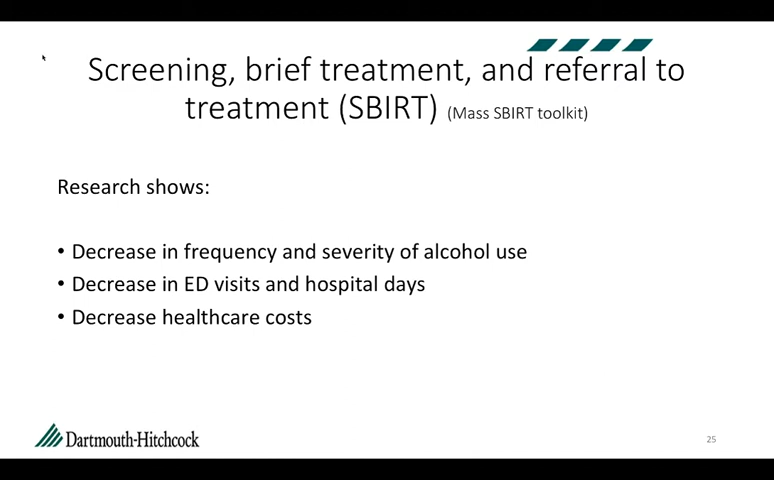 Screening, brief treatment, and referral to
treatment (SBIRT) (Mass SBIRT toolkit)
Research shows:
• Decrease in frequency and severity of alcohol use
• Decrease in ED visits and hospital days
• Decrease healthcare costs
Dartmouth-Hitchcock
25